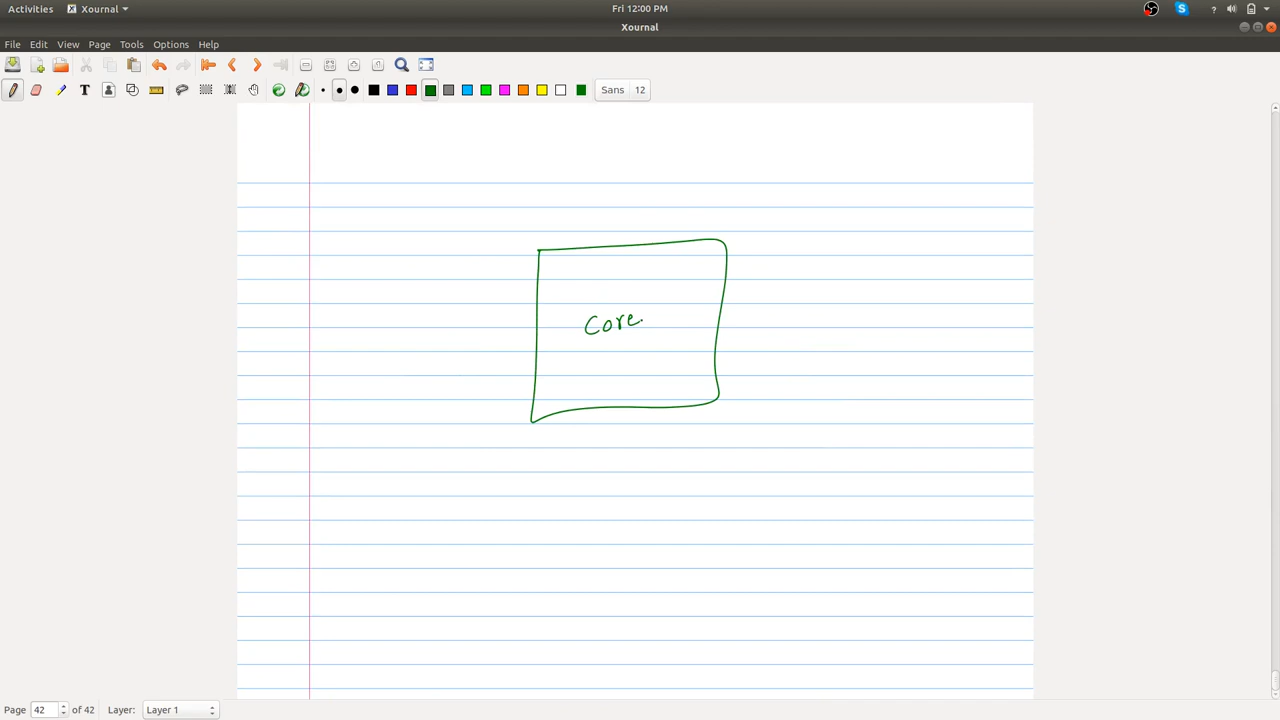 Activities Xournal Fri 12:00 PM ?
Xournal
File Edit View Page Tools Options Help
T Sans 12
Core
Page 42 of 42 Layer: Layer 1